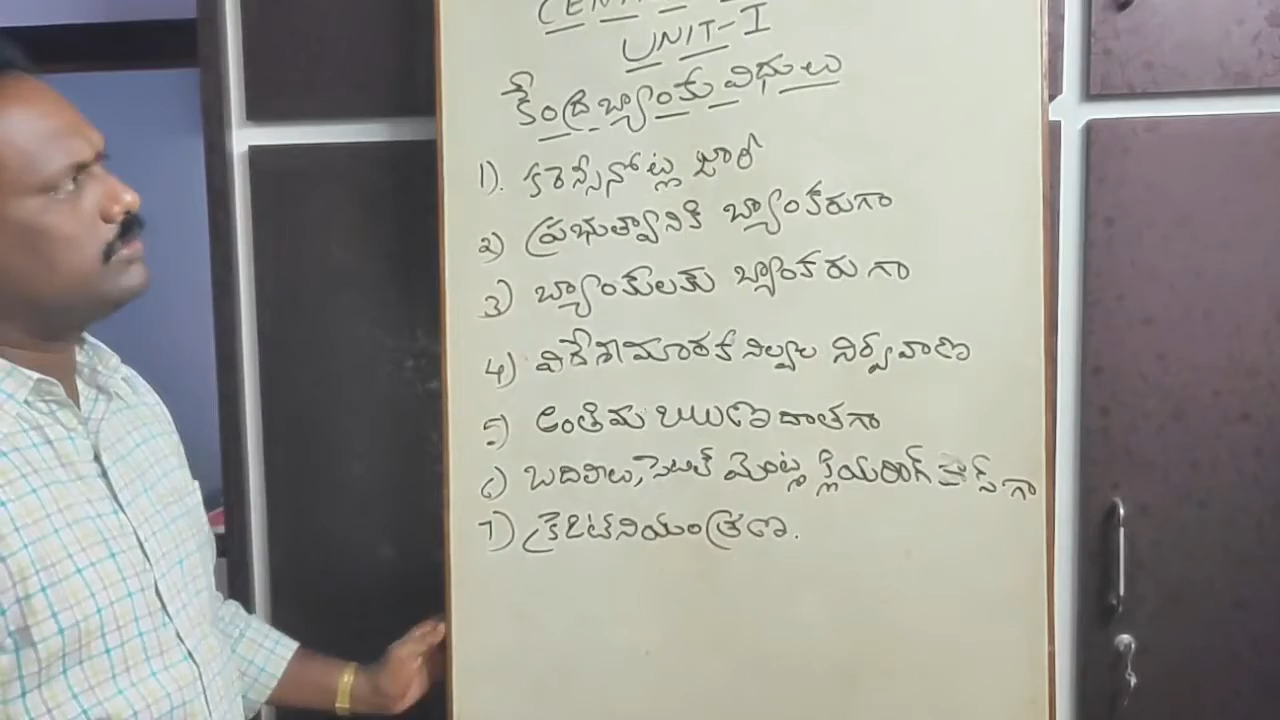 UNIT-I
కేంద్ర బ్యాంకు విధులు
1). కరెన్సీనోట్ల జారీ
2) ప్రభుత్వానికి బ్యాంకరుగా
3) బ్యాంకులకు బ్యాంకరుగా
4) విదేశీమారక నిల్వల నిర్వహణ
5) అంతిమ ఋణదాతగా
6) బదిలీలు, సెటిల్ మెంట్ల క్లియరింగ్ హౌస్ గా
7) క్రెడిట్ నియంత్రణ.